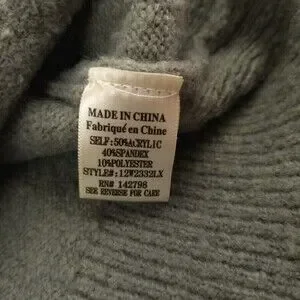 MADE IN CHINA
Fabriqué en Chine
SELF:50%ACRYLIC
40%SPANDEX
10%POLYESTER
STYLE#:12W2332LX
RN# 142798
SEE REVERSE FOR CARE